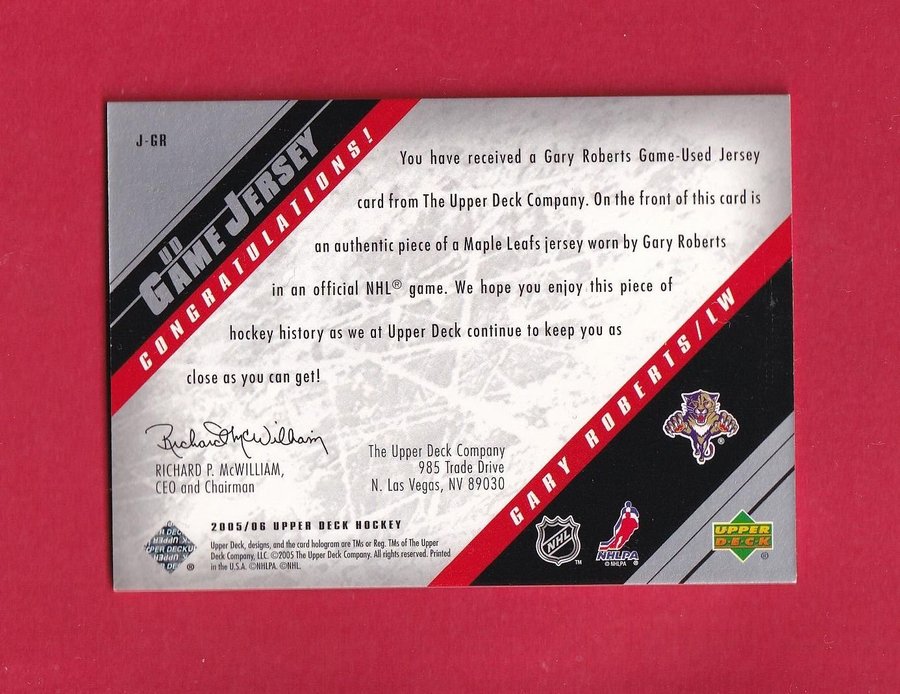 J-GR
UD
GAME JERSEY
CONGRATULATIONS!
You have received a Gary Roberts Game-Used Jersey
card from The Upper Deck Company. On the front of this card is
an authentic piece of a Maple Leafs jersey worn by Gary Roberts
in an official NHL® game. We hope you enjoy this piece of
hockey history as we at Upper Deck continue to keep you as
close as you can get!
Richard McWilliam
RICHARD P. McWILLIAM,
CEO and Chairman
The Upper Deck Company
985 Trade Drive
N. Las Vegas, NV 89030
GARY ROBERTS/LW
®
2005/06 UPPER DECK HOCKEY
Upper Deck, designs, and the card hologram are TMs or Reg. TMs of The Upper
Deck Company, LLC. ©2005 The Upper Deck Company. All rights reserved. Printed
in the U.S.A. ©NHLPA. ©NHL.
®
NHL
™
NHLPA
© NHLPA
UPPER
DECK
®